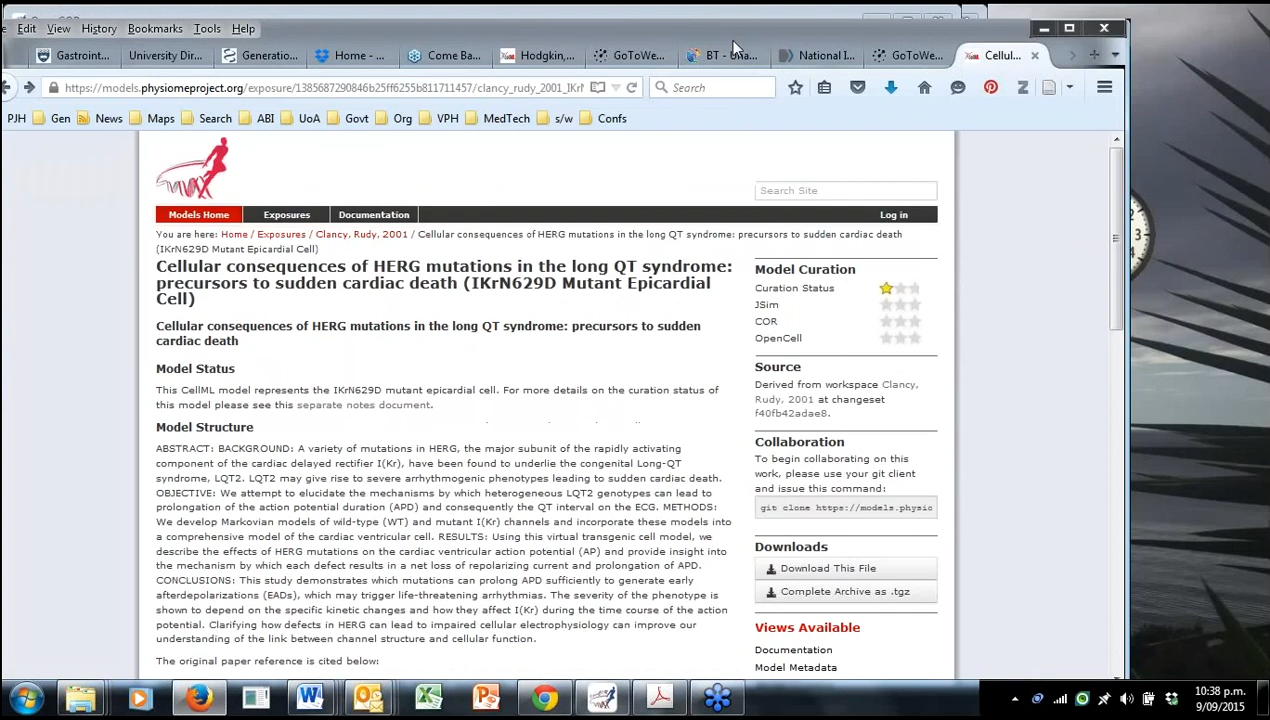 Edit View History Bookmarks Tools Help
Gastroint... University Dir... Generatio... Home - ... Come Ba... Hodgkin,... GoToWe... BT - National I... GoToWe... Cellul...
https://models.physiomeproject.org/exposure/1385687290846b25ff6255b811711457/clancy_rudy_2001_IKrN
Search
PJH Gen News Maps Search ABI UoA Govt Org VPH MedTech s/w Confs
Search Site
Models Home Exposures Documentation Log in
You are here: Home / Exposures / Clancy, Rudy, 2001 / Cellular consequences of HERG mutations in the long QT syndrome: precursors to sudden cardiac death
(IKrN629D Mutant Epicardial Cell)
Cellular consequences of HERG mutations in the long QT syndrome:
precursors to sudden cardiac death (IKrN629D Mutant Epicardial
Cell)
Cellular consequences of HERG mutations in the long QT syndrome: precursors to sudden
cardiac death
Model Status
This CellML model represents the IKrN629D mutant epicardial cell. For more details on the curation status of
this model please see this separate notes document.
Model Structure
ABSTRACT: BACKGROUND: A variety of mutations in HERG, the major subunit of the rapidly activating
component of the cardiac delayed rectifier I(Kr), have been found to underlie the congenital Long-QT
syndrome, LQT2. LQT2 may give rise to severe arrhythmogenic phenotypes leading to sudden cardiac death.
OBJECTIVE: We attempt to elucidate the mechanisms by which heterogeneous LQT2 genotypes can lead to
prolongation of the action potential duration (APD) and consequently the QT interval on the ECG. METHODS:
We develop Markovian models of wild-type (WT) and mutant I(Kr) channels and incorporate these models into
a comprehensive model of the cardiac ventricular cell. RESULTS: Using this virtual transgenic cell model, we
describe the effects of HERG mutations on the cardiac ventricular action potential (AP) and provide insight into
the mechanism by which each defect results in a net loss of repolarizing current and prolongation of APD.
CONCLUSIONS: This study demonstrates which mutations can prolong APD sufficiently to generate early
afterdepolarizations (EADs), which may trigger life-threatening arrhythmias. The severity of the phenotype is
shown to depend on the specific kinetic changes and how they affect I(Kr) during the time course of the action
potential. Clarifying how defects in HERG can lead to impaired cellular electrophysiology can improve our
understanding of the link between channel structure and cellular function.
The original paper reference is cited below:
Model Curation
Curation Status
JSim
COR
OpenCell
Source
Derived from workspace Clancy,
Rudy, 2001 at changeset
f40fb42adae8.
Collaboration
To begin collaborating on this
work, please use your git client
and issue this command:
git clone https://models.physio
Downloads
Download This File
Complete Archive as .tgz
Views Available
Documentation
Model Metadata
10:38 p.m.
9/09/2015